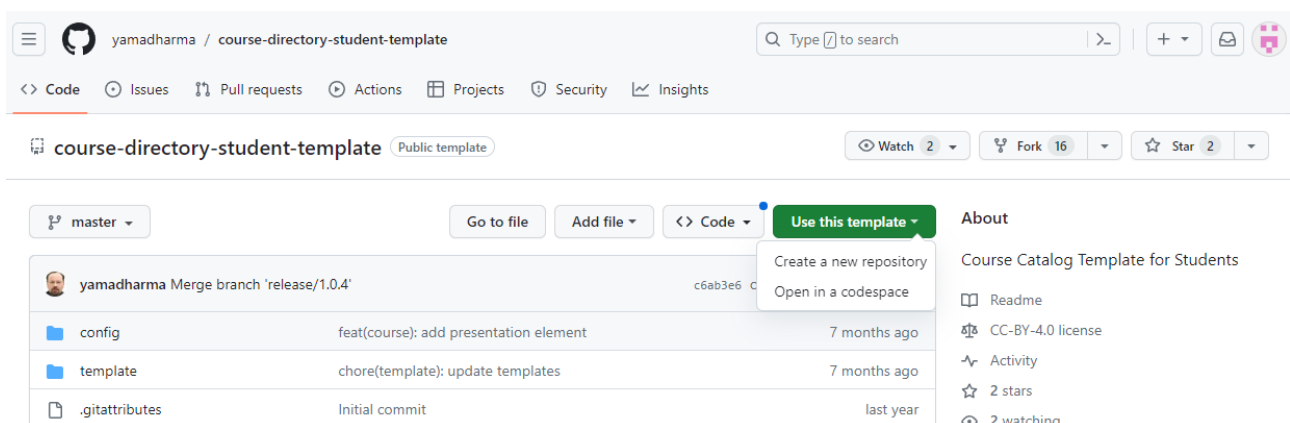 yamadharma / course-directory-student-template
Type / to search
Code Issues Pull requests Actions Projects Security Insights
course-directory-student-template Public template
Watch 2 Fork 16 Star 2
master Go to file Add file <> Code Use this template
About
Create a new repository
Open in a codespace
Course Catalog Template for Students
yamadharma Merge branch 'release/1.0.4' c6ab3e6
Readme
config feat(course): add presentation element 7 months ago
CC-BY-4.0 license
Activity
template chore(template): update templates 7 months ago
2 stars
.gitattributes Initial commit last year
2 watching